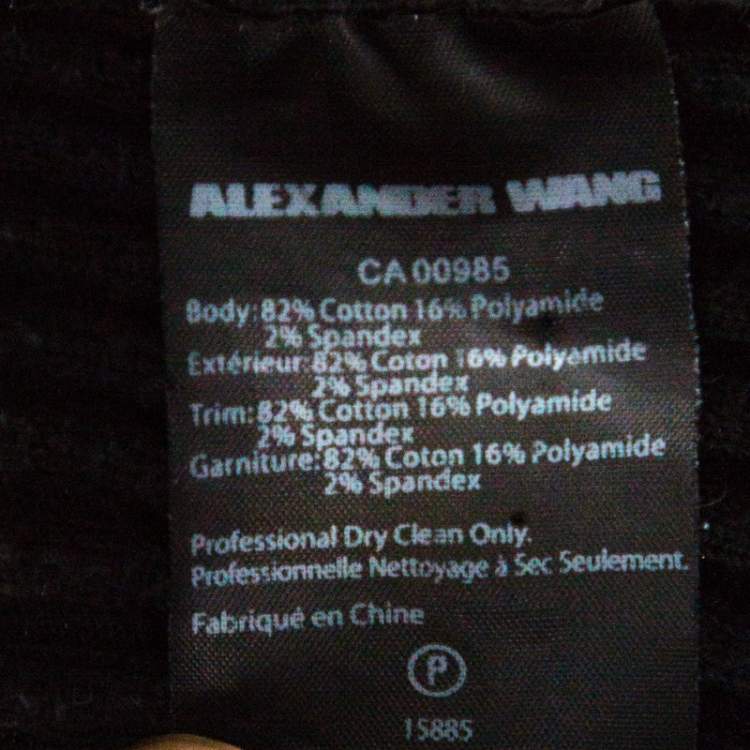 ALEXANDER WANG
CA 00985
Body: 82% Cotton 16% Polyamide
2% Spandex
Extérieur: 82% Coton 16% Polyamide
2% Spandex
Trim: 82% Cotton 16% Polyamide
2% Spandex
Garniture: 82% Coton 16% Polyamide
2% Spandex
Professional Dry Clean Only.
Professionnelle Nettoyage à Sec Seulement.
Fabriqué en Chine
P
15885